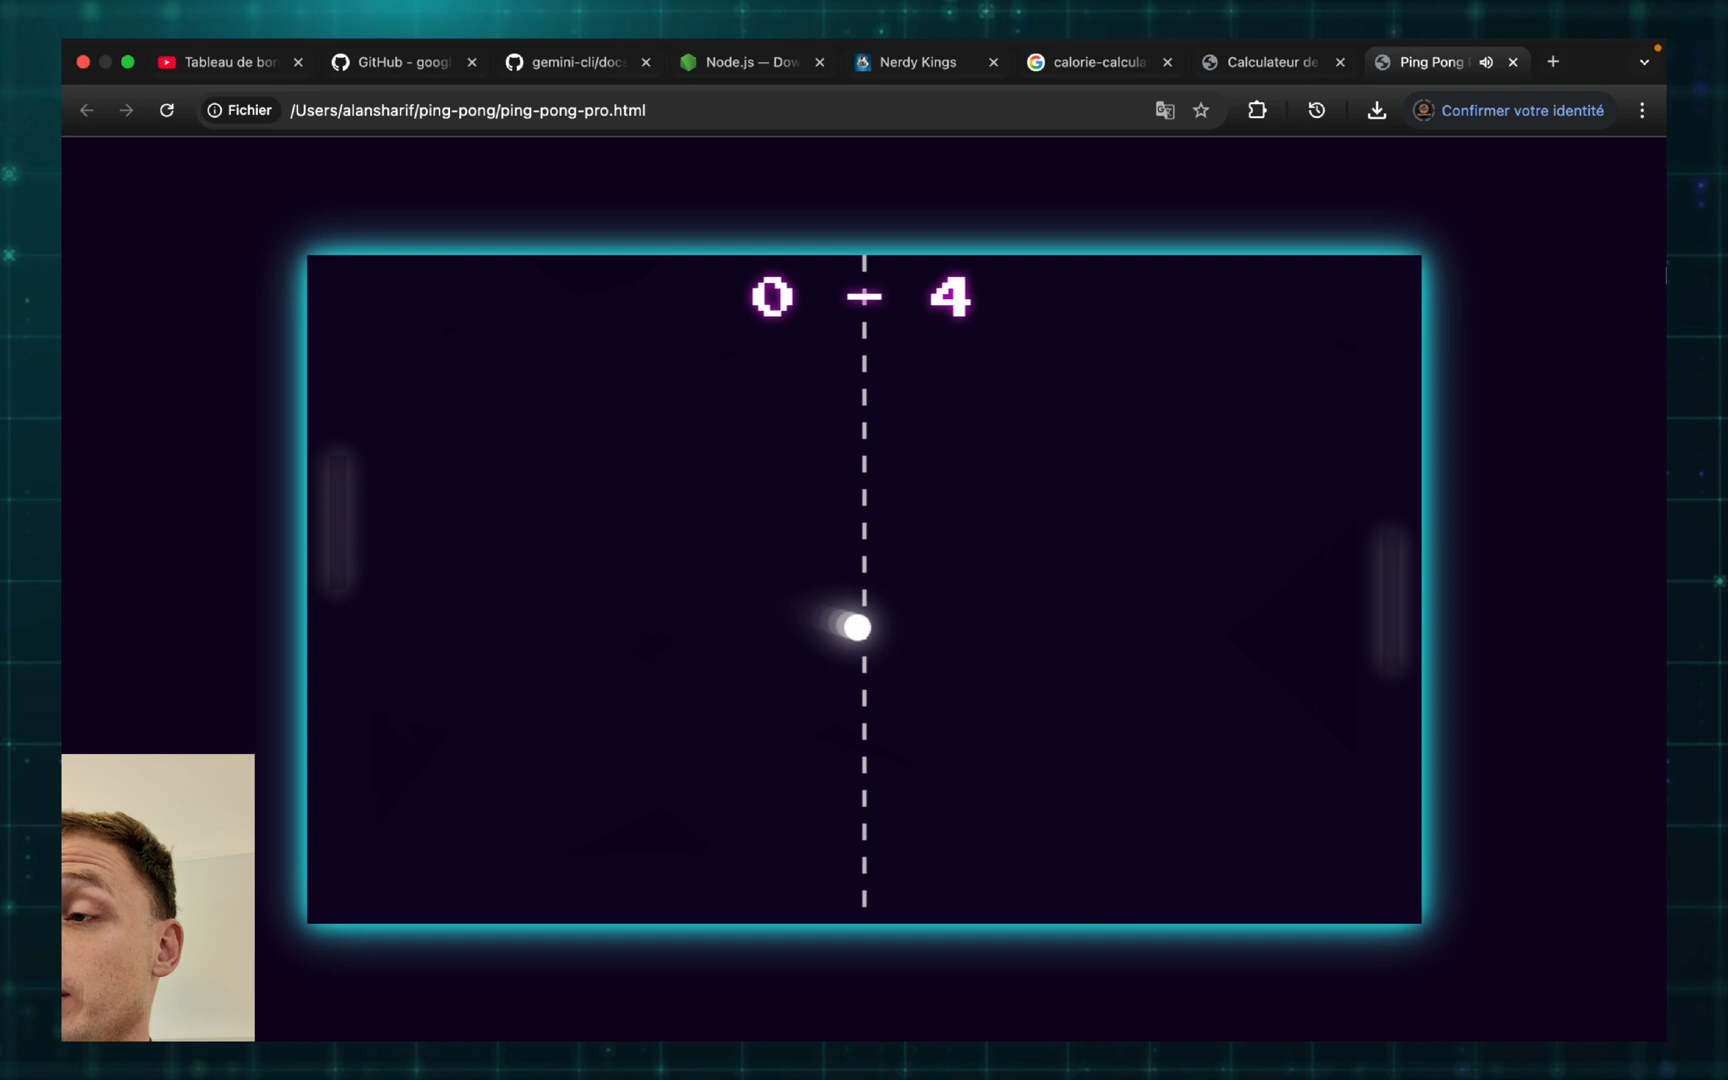 Tableau de bor
GitHub - goog
gemini-cli/doc
Node.js — Dow
Nerdy Kings
calorie-calcula
Calculateur de
Ping Pong
Fichier
/Users/alansharif/ping-pong/ping-pong-pro.html
Confirmer votre identité
0 - 4